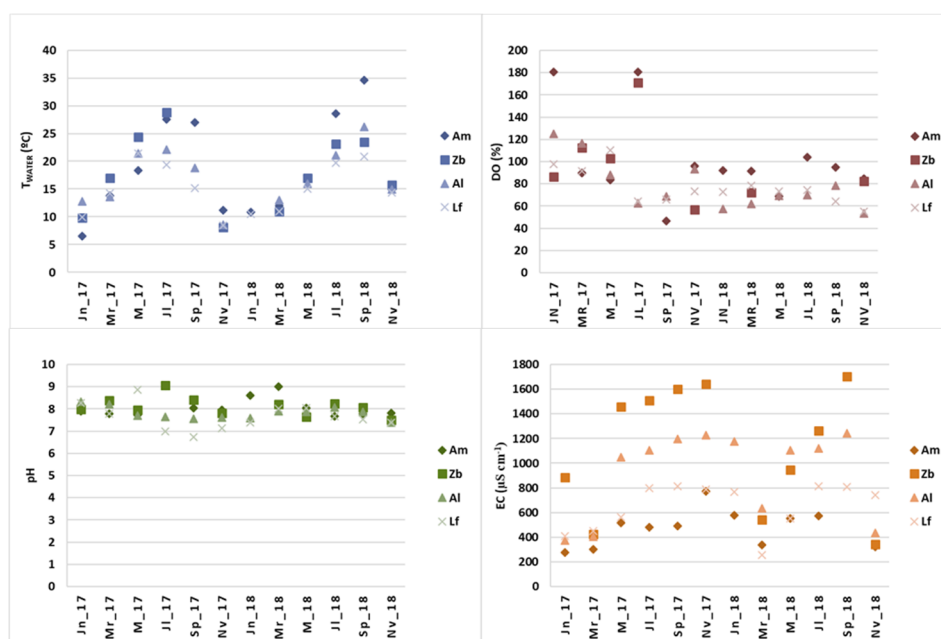 40
35
30
25
20
15
10
5
0
T_WATER (ºC)
Jn_17
Mr_17
M_17
Jl_17
Sp_17
Nv_17
Jn_18
Mr_18
M_18
Jl_18
Sp_18
Nv_18
Am
Zb
Al
Lf
200
180
160
140
120
100
80
60
40
20
0
DO (%)
JN_17
MR_17
M_17
JL_17
SP_17
NV_17
JN_18
MR_18
M_18
JL_18
SP_18
NV_18
Am
Zb
Al
Lf
10
9
8
7
6
5
4
3
2
1
0
pH
Jn_17
Mr_17
M_17
Jl_17
Sp_17
Nv_17
Jn_18
Mr_18
M_18
Jl_18
Sp_18
Nv_18
Am
Zb
Al
Lf
1800
1600
1400
1200
1000
800
600
400
200
0
EC (µS cm⁻¹)
Jn_17
Mr_17
M_17
Jl_17
Sp_17
Nv_17
Jn_18
Mr_18
M_18
Jl_18
Sp_18
Nv_18
Am
Zb
Al
Lf